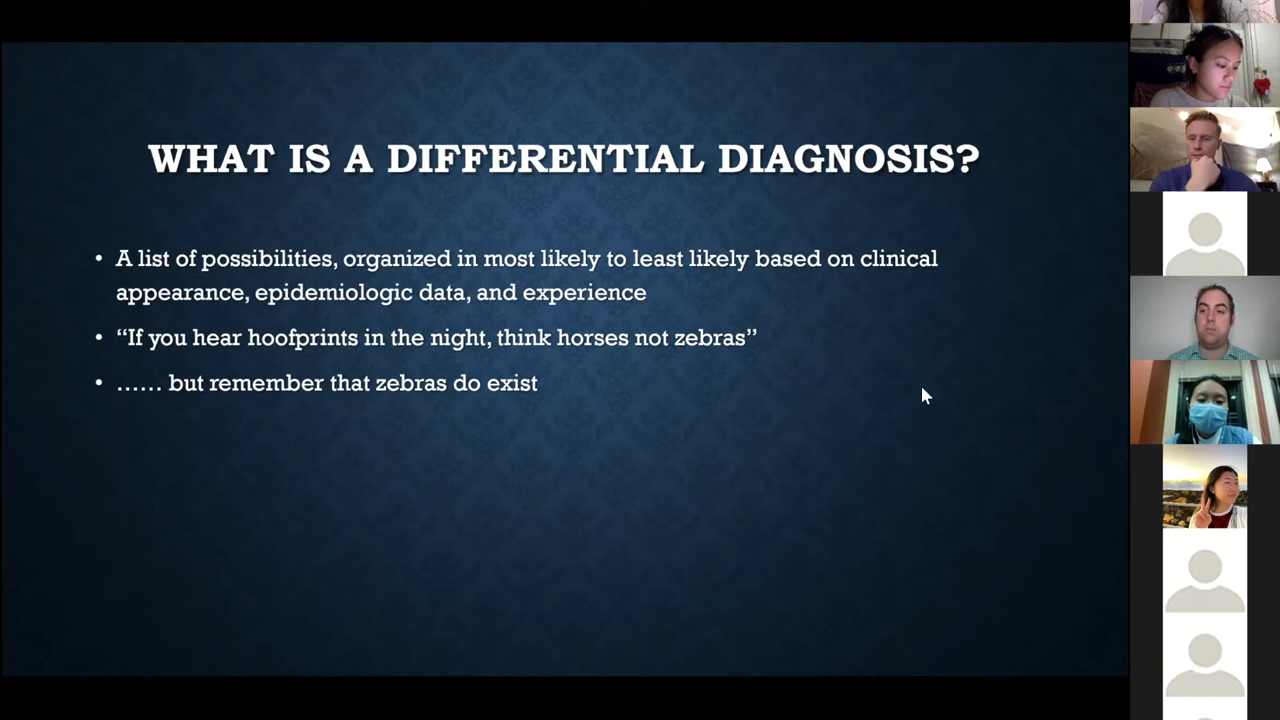 WHAT IS A DIFFERENTIAL DIAGNOSIS?
• A list of possibilities, organized in most likely to least likely based on clinical
appearance, epidemiologic data, and experience
• “If you hear hoofprints in the night, think horses not zebras”
• …… but remember that zebras do exist